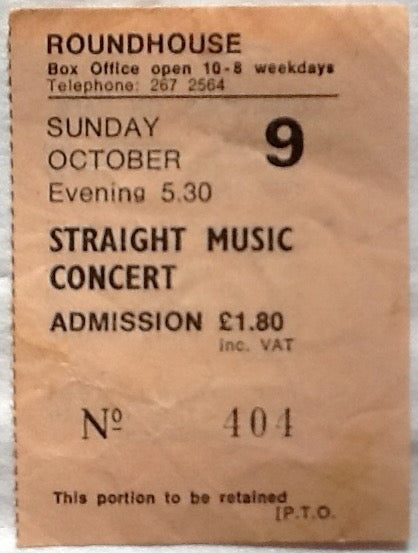 ROUNDHOUSE
Box Office open 10-8 weekdays
Telephone: 267 2564
SUNDAY 9
OCTOBER
Evening 5.30
STRAIGHT MUSIC
CONCERT
ADMISSION £1.80
inc. VAT
Nº 404
This portion to be retained
[P.T.O.